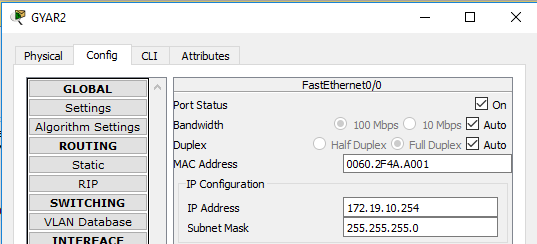 GYAR2
Physical Config CLI Attributes
GLOBAL
Settings
Algorithm Settings
ROUTING
Static
RIP
SWITCHING
VLAN Database
INTERFACE
FastEthernet0/0
Port Status On
Bandwidth 100 Mbps 10 Mbps Auto
Duplex Half Duplex Full Duplex Auto
MAC Address 0060.2F4A.A001
IP Configuration
IP Address 172.19.10.254
Subnet Mask 255.255.255.0